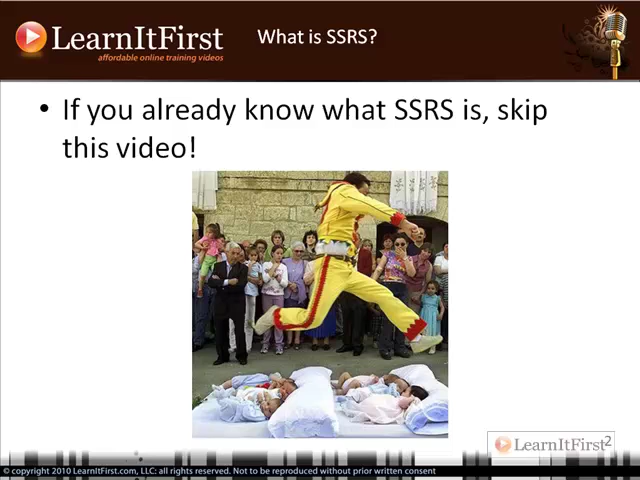 LearnItFirst
affordable online training videos
What is SSRS?
• If you already know what SSRS is, skip
this video!
LearnItFirst2
© copyright 2010 LearnItFirst.com, LLC: all rights reserved. Not to be reproduced without prior written consent